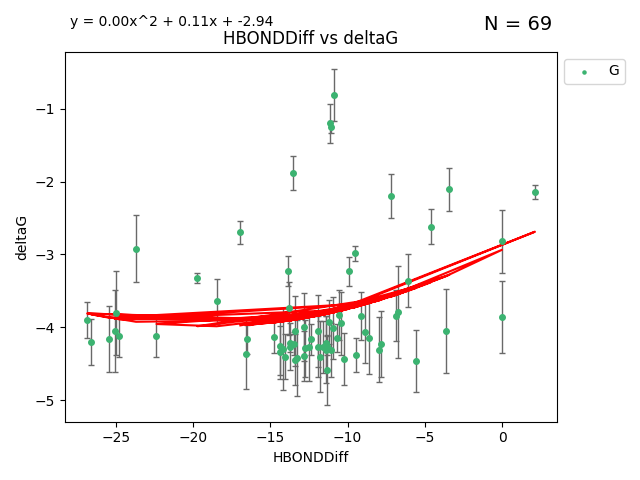 y = 0.00x^2 + 0.11x + -2.94
N = 69
HBONDDiff vs deltaG
G
deltaG
−1
−2
−3
−4
−5
−25
−20
−15
−10
−5
0
HBONDDiff